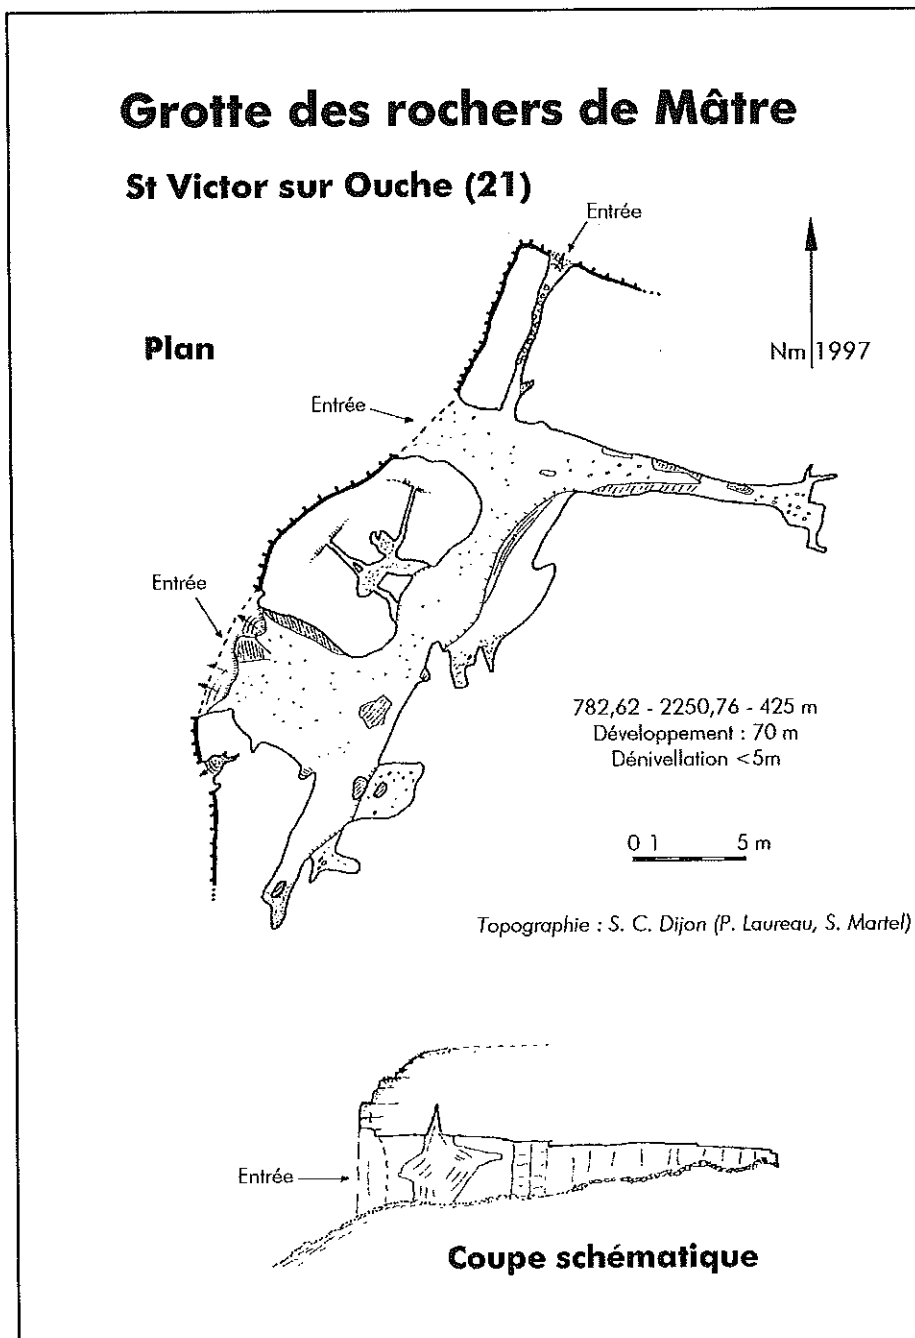 Grotte des rochers de Mâtre
St Victor sur Ouche (21)
Entrée
Plan
Nm 1997
Entrée
Entrée
782,62 - 2250,76 - 425 m
Développement : 70 m
Dénivellation <5m
0 1 5 m
Topographie : S. C. Dijon (P. Laureau, S. Martel)
Entrée
Coupe schématique